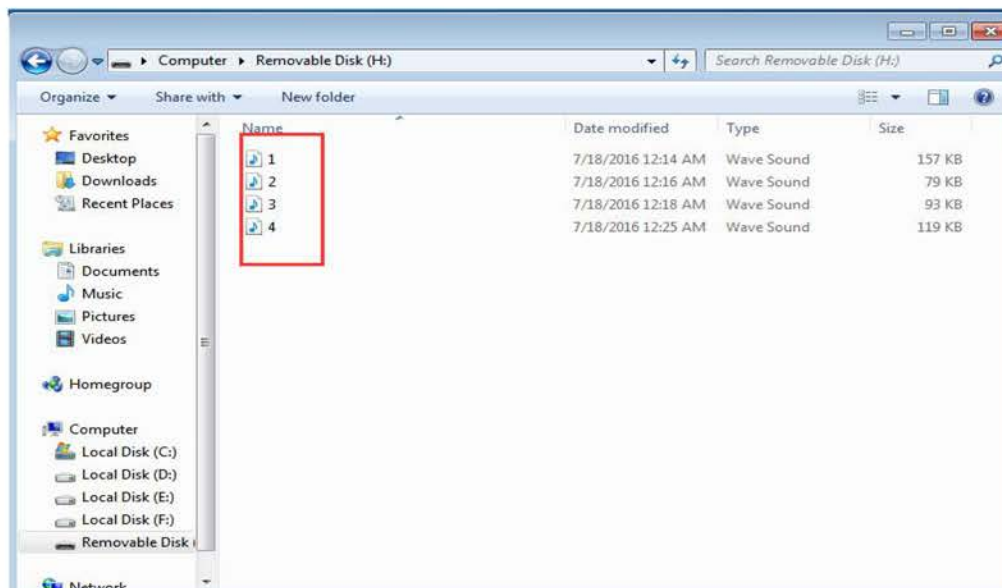 Computer ▸ Removable Disk (H:)
Search Removable Disk (H:)
Organize Share with New folder
Name Date modified Type Size
Favorites
Desktop
Downloads
Recent Places
Libraries
Documents
Music
Pictures
Videos
Homegroup
Computer
Local Disk (C:)
Local Disk (D:)
Local Disk (E:)
Local Disk (F:)
Removable Disk
Network
1 7/18/2016 12:14 AM Wave Sound 157 KB
2 7/18/2016 12:16 AM Wave Sound 79 KB
3 7/18/2016 12:18 AM Wave Sound 93 KB
4 7/18/2016 12:25 AM Wave Sound 119 KB